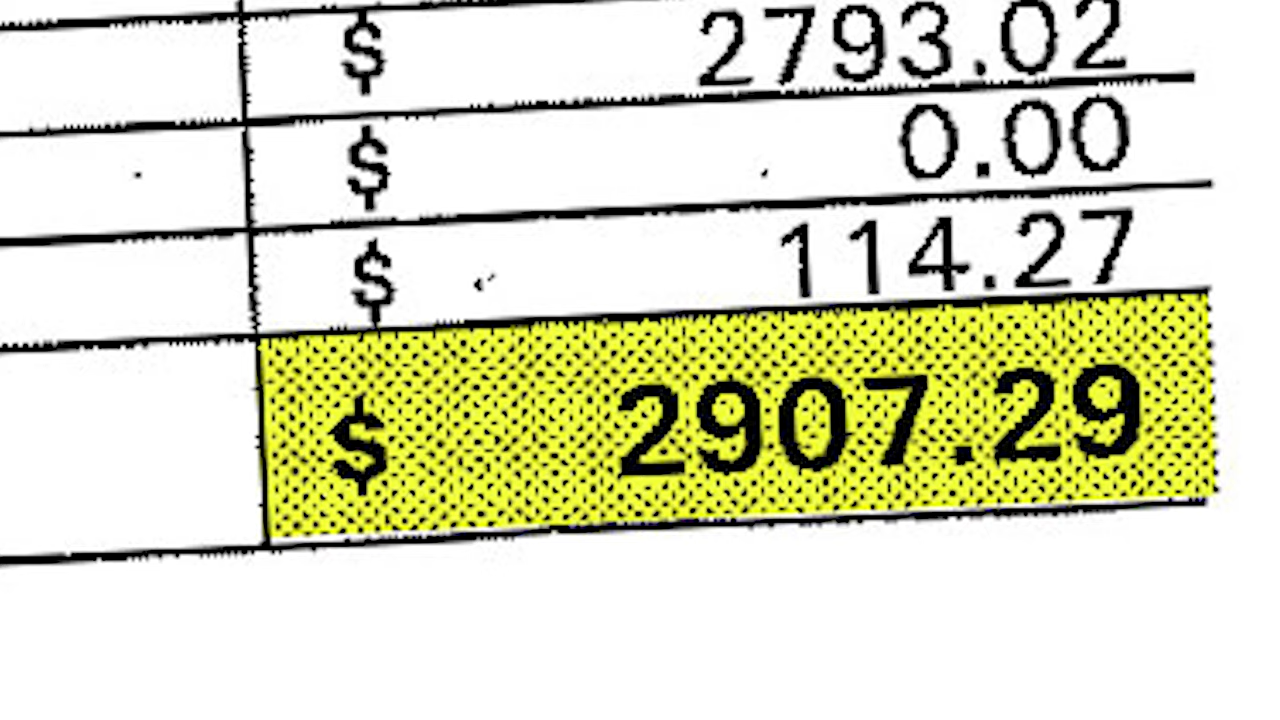 $ 2793.02
$ 0.00
$ 114.27
$ 2907.29